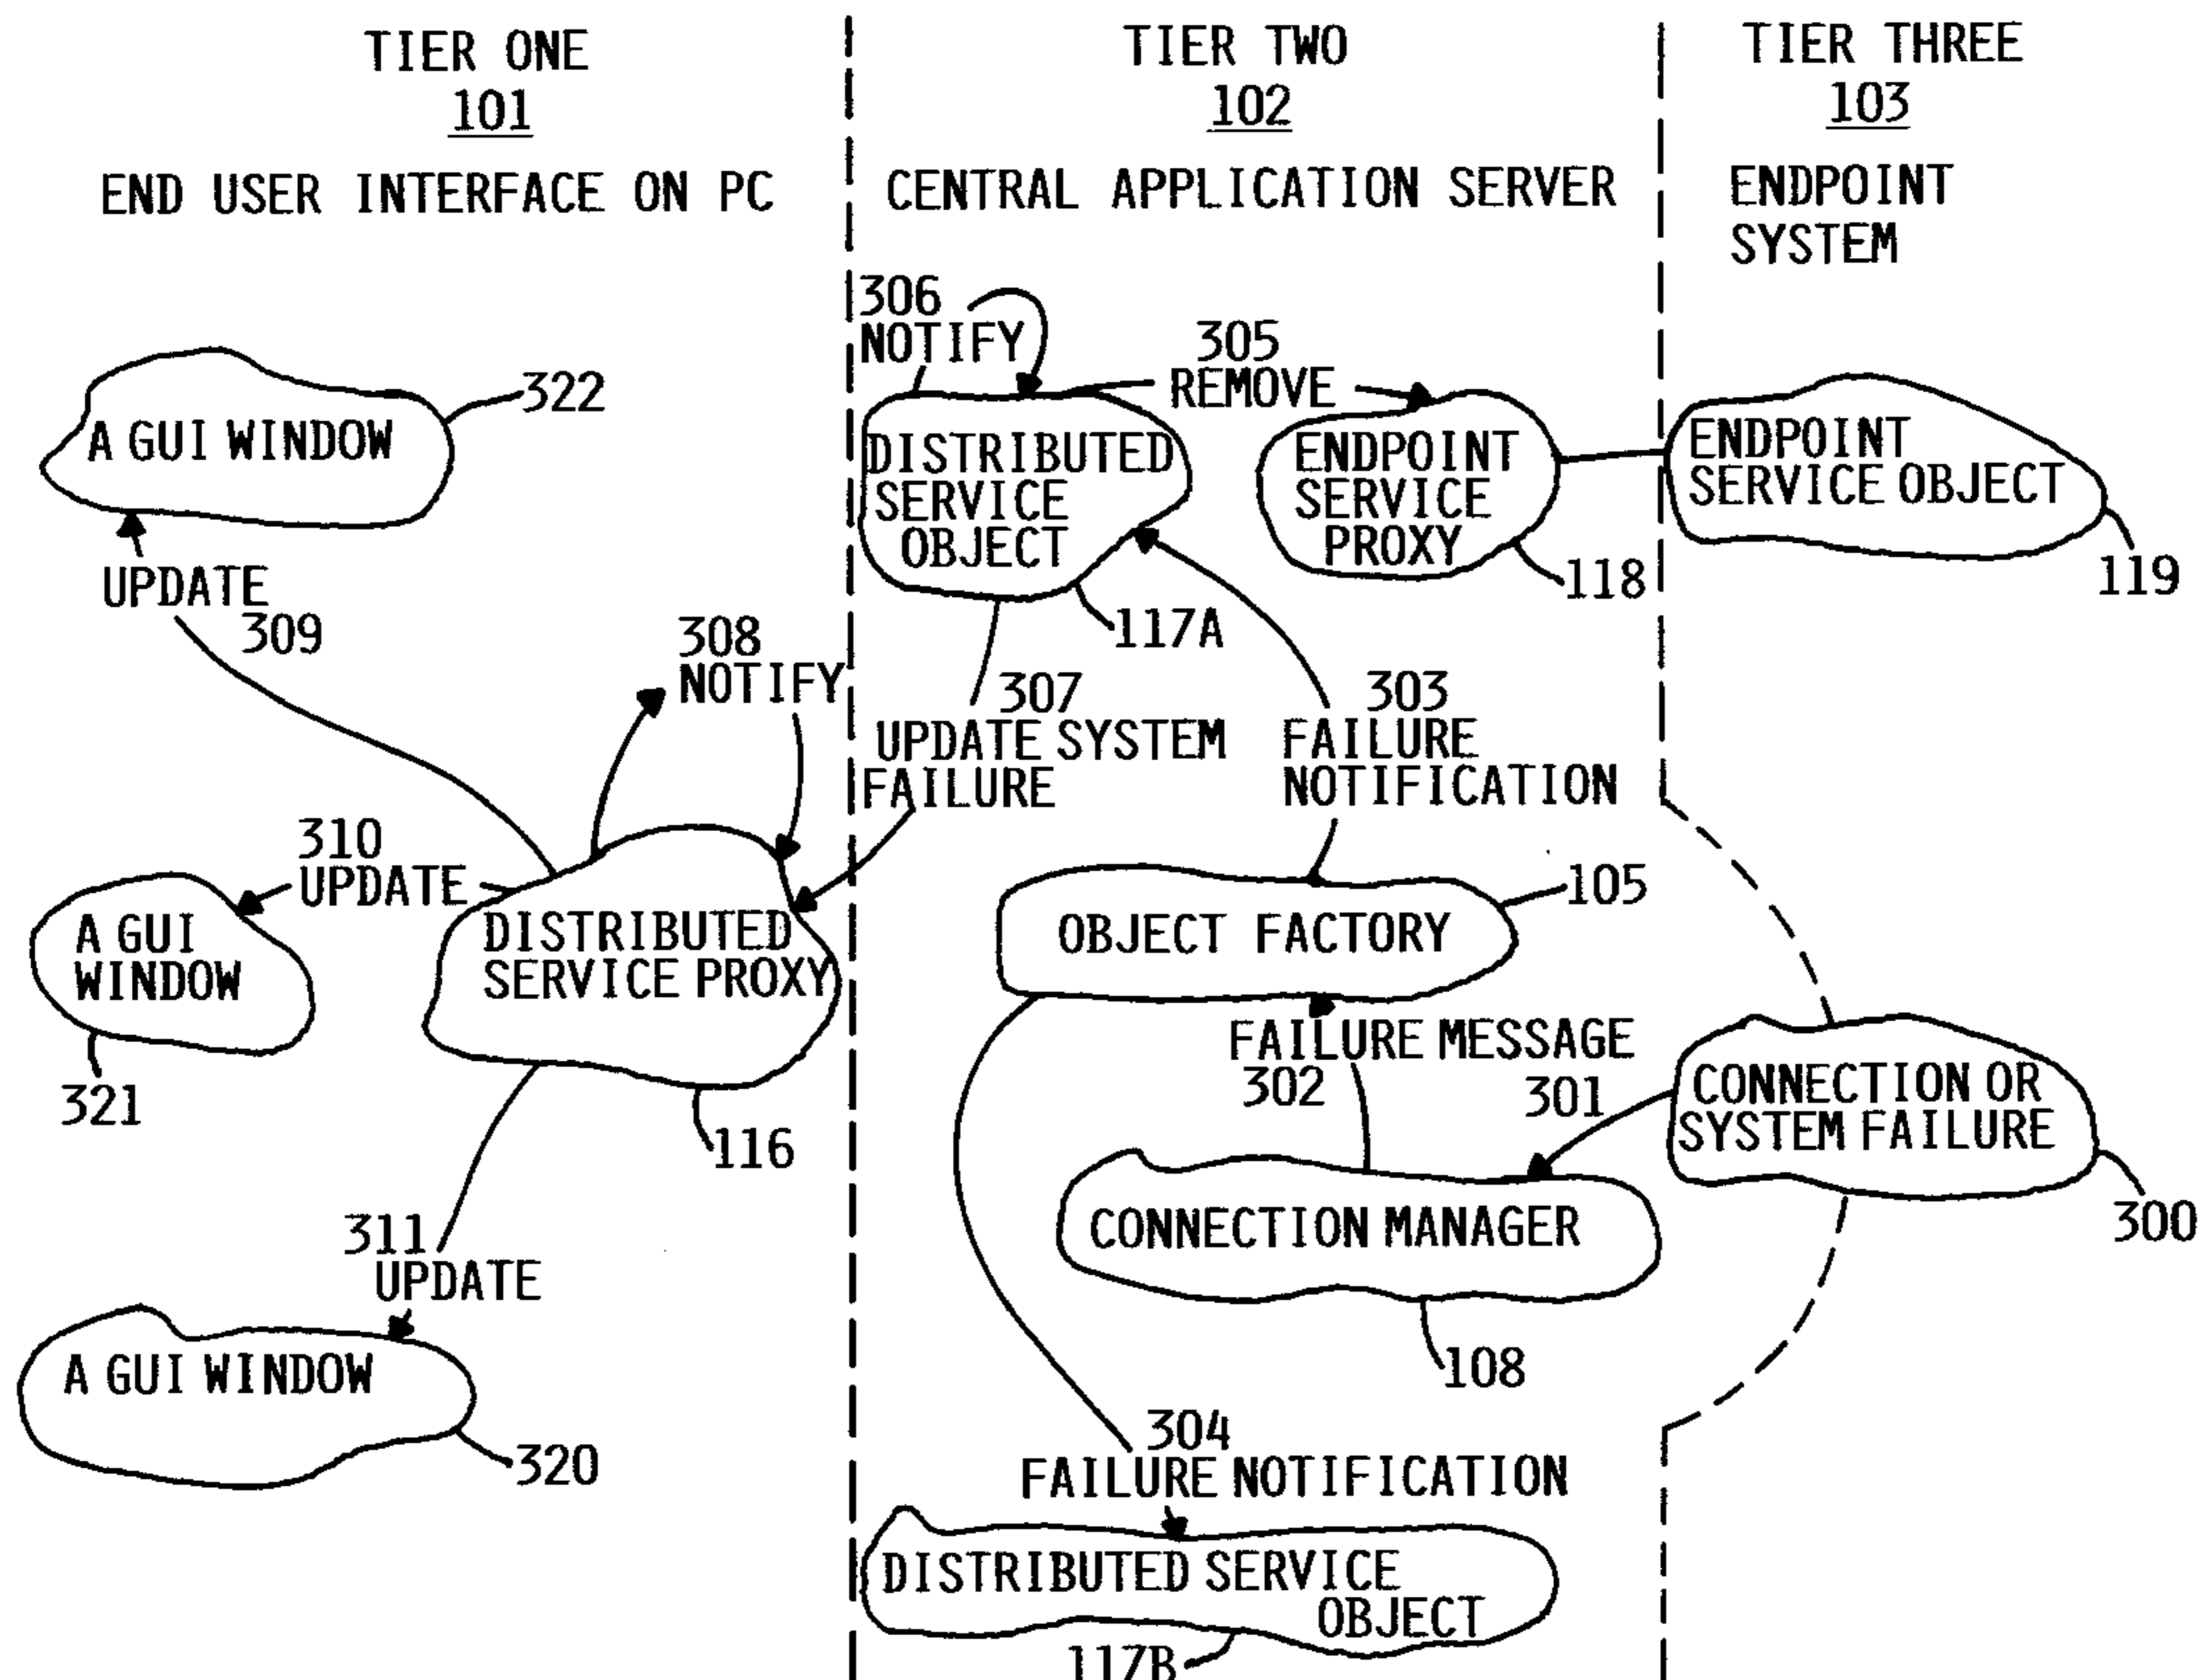 TIER ONE
101
END USER INTERFACE ON PC
TIER TWO
102
CENTRAL APPLICATION SERVER
TIER THREE
103
ENDPOINT
SYSTEM
306
NOTIFY
305
REMOVE
A GUI WINDOW
322
DISTRIBUTED
SERVICE
OBJECT
117A
ENDPOINT
SERVICE
PROXY
118
ENDPOINT
SERVICE OBJECT
119
UPDATE
309
308
NOTIFY
307
UPDATE SYSTEM
FAILURE
303
FAILURE
NOTIFICATION
310
UPDATE
A GUI
WINDOW
321
DISTRIBUTED
SERVICE PROXY
116
OBJECT FACTORY
105
FAILURE MESSAGE
302
301
CONNECTION OR
SYSTEM FAILURE
300
CONNECTION MANAGER
108
311
UPDATE
A GUI WINDOW
320
304
FAILURE NOTIFICATION
DISTRIBUTED SERVICE
OBJECT
117B